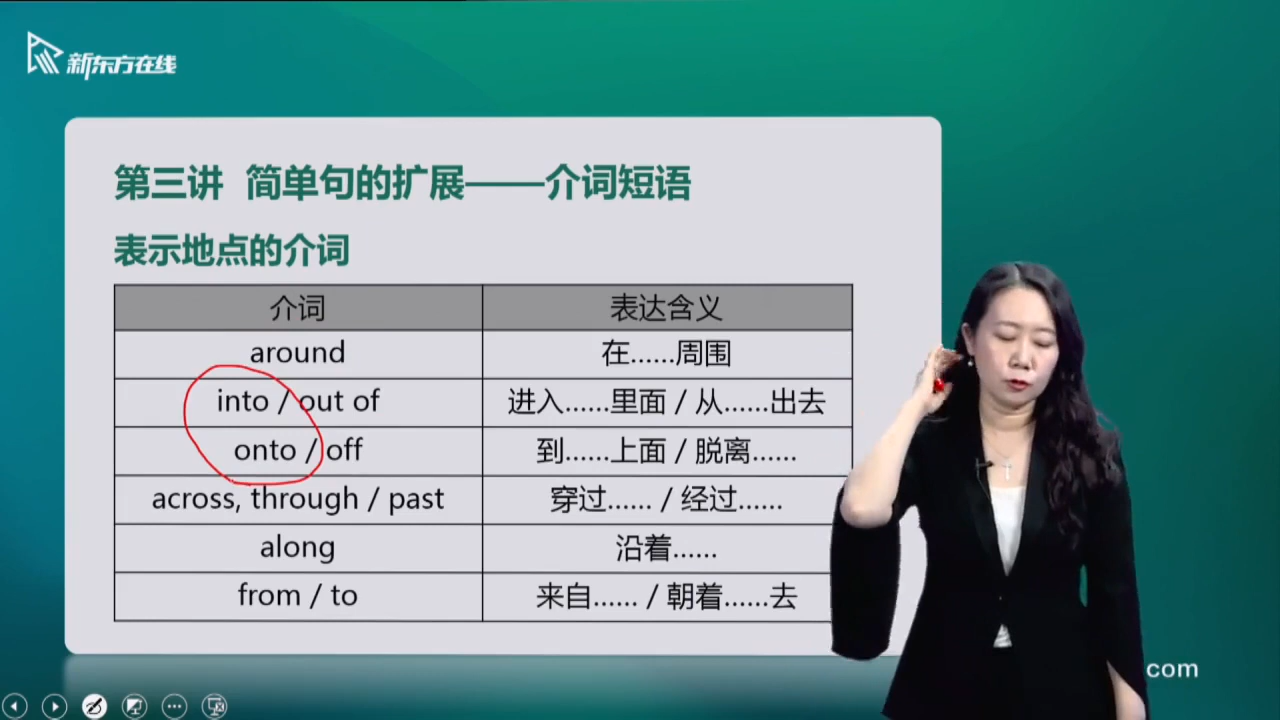 新东方在线
第三讲 简单句的扩展——介词短语
表示地点的介词
介词 表达含义
around 在……周围
into / out of 进入……里面 / 从……出去
onto / off 到……上面 / 脱离……
across, through / past 穿过…… / 经过……
along 沿着……
from / to 来自…… / 朝着……去
com